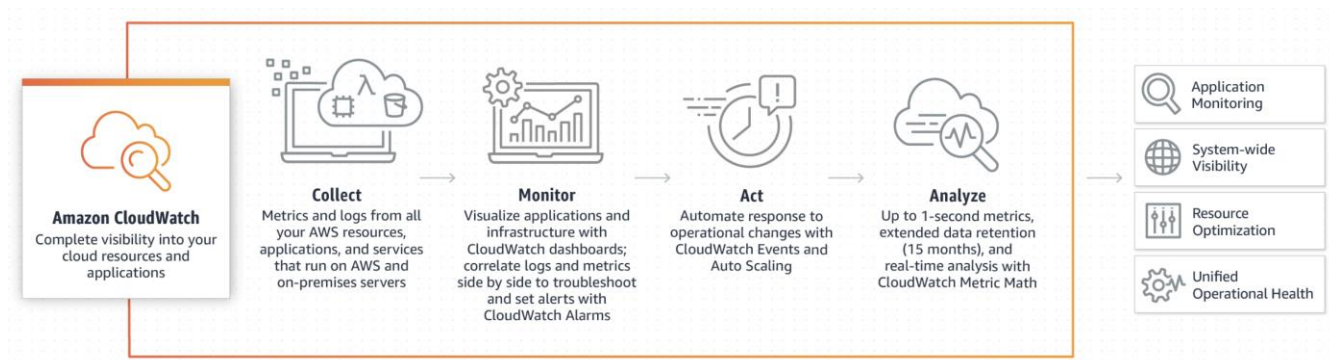 Amazon CloudWatch
Complete visibility into your
cloud resources and
applications
Collect
Metrics and logs from all
your AWS resources,
applications, and services
that run on AWS and
on-premises servers
Monitor
Visualize applications and
infrastructure with
CloudWatch dashboards;
correlate logs and metrics
side by side to troubleshoot
and set alerts with
CloudWatch Alarms
Act
Automate response to
operational changes with
CloudWatch Events and
Auto Scaling
Analyze
Up to 1-second metrics,
extended data retention
(15 months), and
real-time analysis with
CloudWatch Metric Math
Application
Monitoring
System-wide
Visibility
Resource
Optimization
Unified
Operational Health